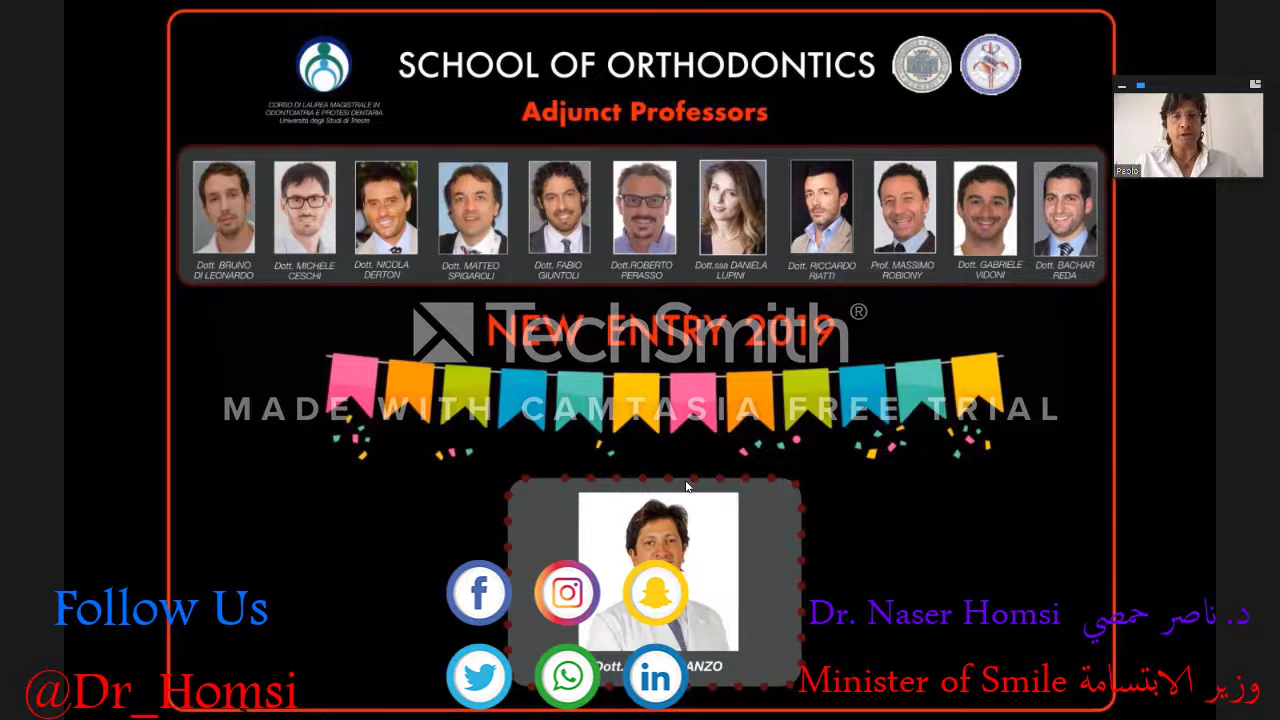 SCHOOL OF ORTHODONTICS
CORSO DI LAUREA MAGISTRALE IN
ODONTOIATRIA E PROTESI DENTARIA
Università degli Studi di Trieste
Adjunct Professors
Paolo
Dott. BRUNO
DI LEONARDO
Dott. MICHELE
CESCHI
Dott. NICOLA
DERTON
Dott. MATTEO
SPIGAROLI
Dott. FABIO
GIUNTOLI
Dott.ROBERTO
PERASSO
Dott.ssa DANIELA
LUPINI
Dott. RICCARDO
RIATTI
Prof. MASSIMO
ROBIONY
Dott. GABRIELE
VIDONI
Dott. BACHAR
REDA
NEW ENTRY 2019
TechSmith®
MADE WITH CAMTASIA FREE TRIAL
Follow Us
@Dr_Homsi
Dott. ANZO
Dr. Naser Homsi د. ناصر حمصي
Minister of Smile وزير الابتسامة